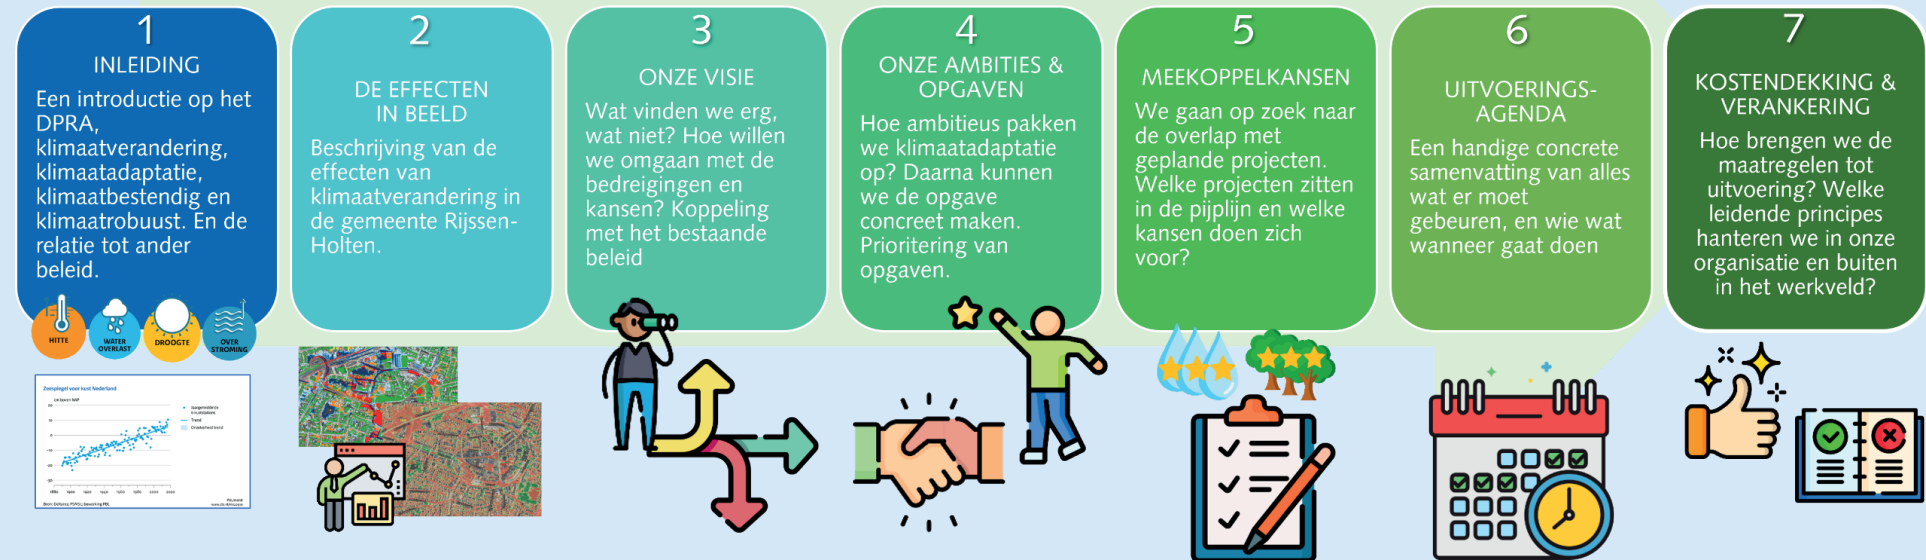 1
INLEIDING
Een introductie op het
DPRA,
klimaatverandering,
klimaatadaptatie,
klimaatbestendig en
klimaatrobuust. En de
relatie tot ander
beleid.
HITTE
WATER
OVERLAST
DROOGTE
OVER
STROMING
Zeespiegel voor kust Nederland
2
DE EFFECTEN
IN BEELD
Beschrijving van de
effecten van
klimaatverandering in
de gemeente Rijssen-
Holten.
3
ONZE VISIE
Wat vinden we erg,
wat niet? Hoe willen
we omgaan met de
bedreigingen en
kansen? Koppeling
met het bestaande
beleid
4
ONZE AMBITIES &
OPGAVEN
Hoe ambitieus pakken
we klimaatadaptatie
op? Daarna kunnen
we de opgave
concreet maken.
Prioritering van
opgaven.
5
MEEKOPPELKANSEN
We gaan op zoek naar
de overlap met
geplande projecten.
Welke projecten zitten
in de pijplijn en welke
kansen doen zich
voor?
6
UITVOERINGS-
AGENDA
Een handige concrete
samenvatting van alles
wat er moet
gebeuren, en wie wat
wanneer gaat doen
7
KOSTENDEKKING &
VERANKERING
Hoe brengen we de
maatregelen tot
uitvoering? Welke
leidende principes
hanteren we in onze
organisatie en buiten
in het werkveld?